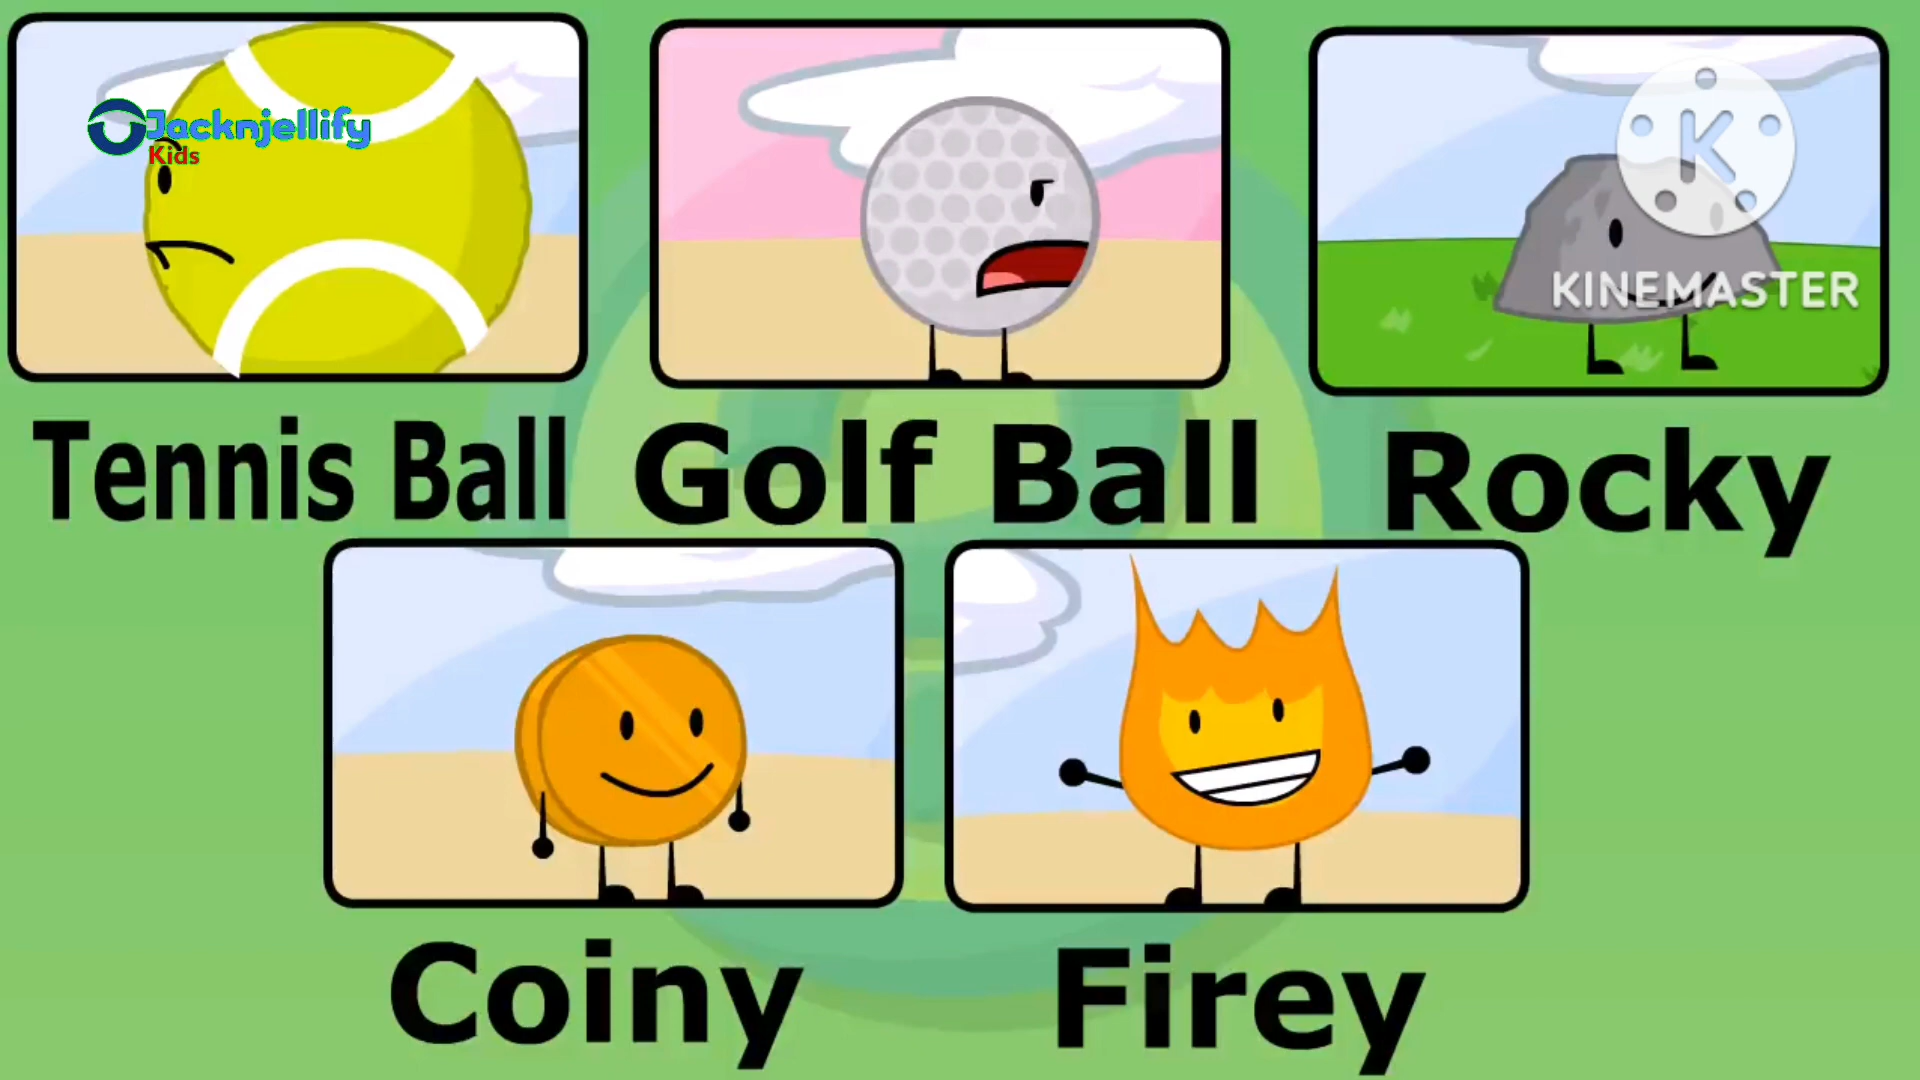 Jacknjellify
Kids
K
KINEMASTER
Tennis Ball
Golf Ball
Rocky
Coiny
Firey